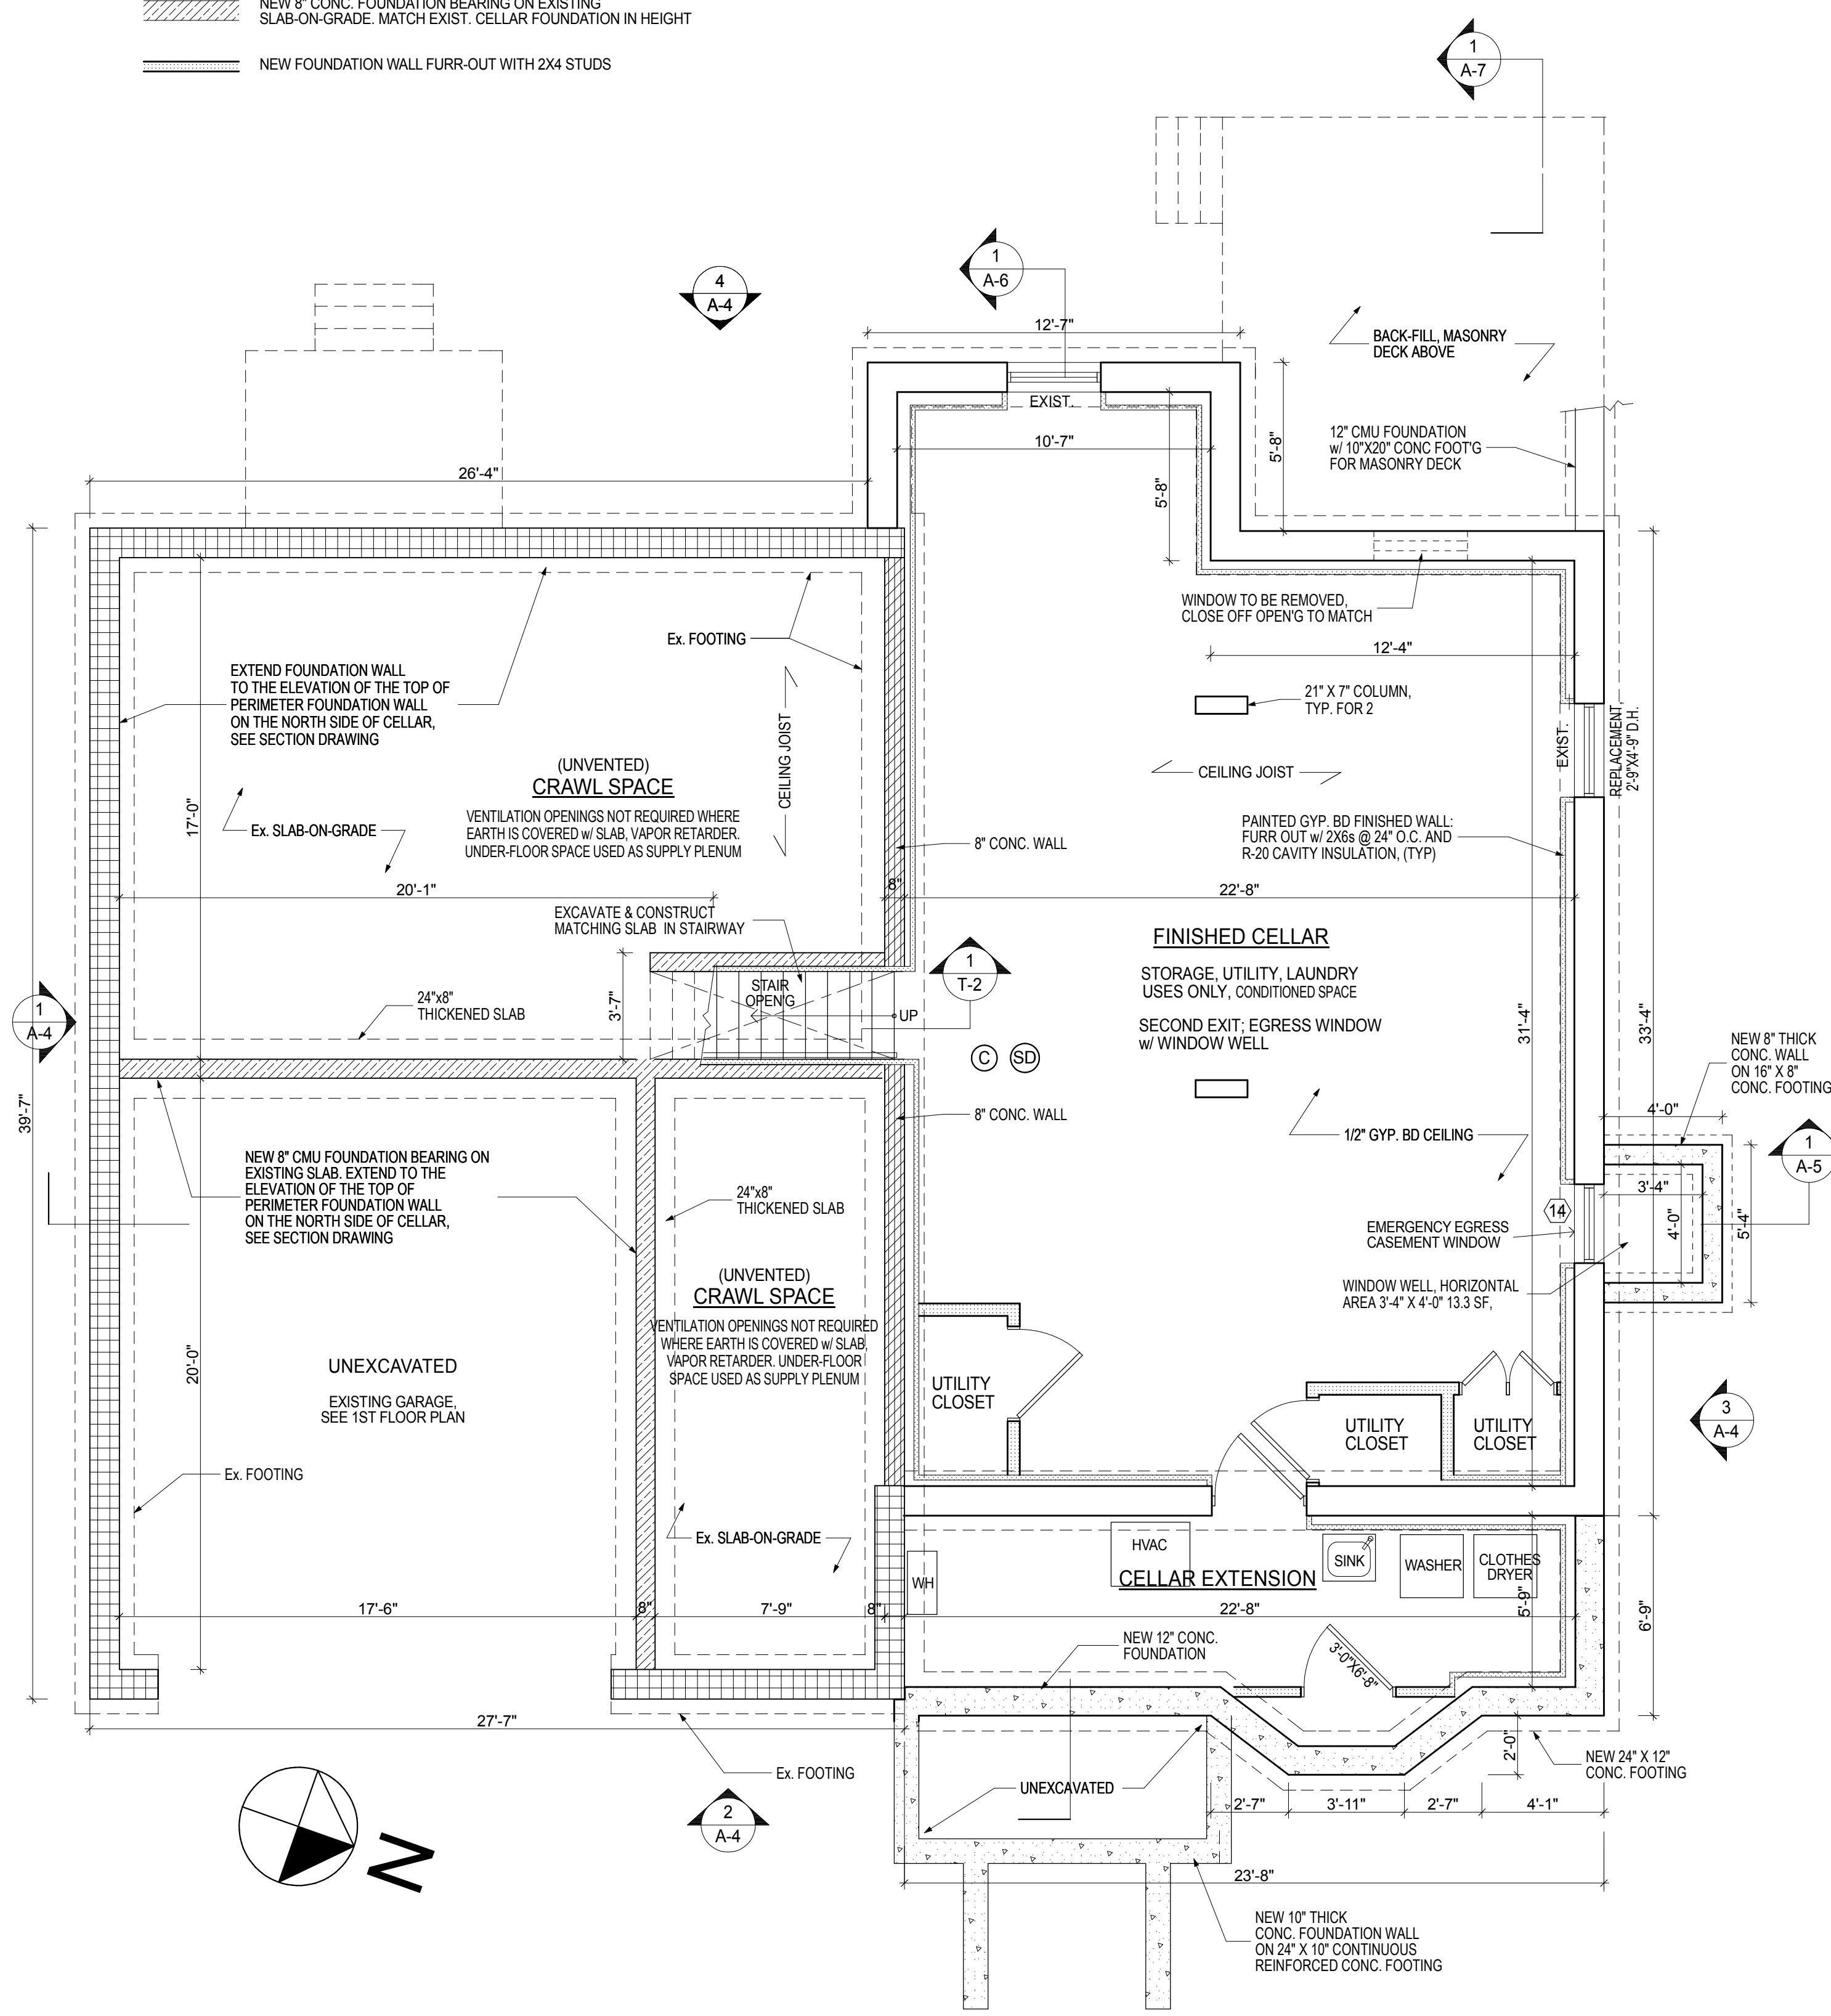 NEW 8" CONC. FOUNDATION BEARING ON EXISTING
SLAB-ON-GRADE. MATCH EXIST. CELLAR FOUNDATION IN HEIGHT
NEW FOUNDATION WALL FURR-OUT WITH 2X4 STUDS
1
A-7
4
A-4
1
A-6
12'-7"
BACK-FILL, MASONRY
DECK ABOVE
EXIST.
10'-7"
5'-8"
5'-8"
12" CMU FOUNDATION
w/ 10"X20" CONC FOOT'G
FOR MASONRY DECK
26'-4"
WINDOW TO BE REMOVED,
CLOSE OFF OPEN'G TO MATCH
12'-4"
Ex. FOOTING
EXTEND FOUNDATION WALL
TO THE ELEVATION OF THE TOP OF
PERIMETER FOUNDATION WALL
ON THE NORTH SIDE OF CELLAR,
SEE SECTION DRAWING
21" X 7" COLUMN,
TYP. FOR 2
CEILING JOIST
EXIST.
REPLACEMENT,
2'-9"X4'-9" D.H.
(UNVENTED)
CRAWL SPACE
VENTILATION OPENINGS NOT REQUIRED WHERE
EARTH IS COVERED w/ SLAB, VAPOR RETARDER.
UNDER-FLOOR SPACE USED AS SUPPLY PLENUM
CEILING JOIST
17'-0"
Ex. SLAB-ON-GRADE
8" CONC. WALL
PAINTED GYP. BD FINISHED WALL:
FURR OUT w/ 2X6s @ 24" O.C. AND
R-20 CAVITY INSULATION, (TYP)
20'-1"
8"
22'-8"
EXCAVATE & CONSTRUCT
MATCHING SLAB IN STAIRWAY
FINISHED CELLAR
STORAGE, UTILITY, LAUNDRY
USES ONLY, CONDITIONED SPACE
SECOND EXIT; EGRESS WINDOW
w/ WINDOW WELL
1
T-2
STAIR
OPEN'G
UP
3'-7"
24"x8"
THICKENED SLAB
1
A-4
C
SD
31'-4"
33'-4"
39'-7"
NEW 8" THICK
CONC. WALL
ON 16" X 8"
CONC. FOOTING
4'-0"
8" CONC. WALL
1/2" GYP. BD CEILING
1
A-5
NEW 8" CMU FOUNDATION BEARING ON
EXISTING SLAB. EXTEND TO THE
ELEVATION OF THE TOP OF
PERIMETER FOUNDATION WALL
ON THE NORTH SIDE OF CELLAR,
SEE SECTION DRAWING
24"x8"
THICKENED SLAB
3'-4"
4'-0"
5'-4"
14
EMERGENCY EGRESS
CASEMENT WINDOW
WINDOW WELL, HORIZONTAL
AREA 3'-4" X 4'-0" 13.3 SF,
(UNVENTED)
CRAWL SPACE
VENTILATION OPENINGS NOT REQUIRED
WHERE EARTH IS COVERED w/ SLAB,
VAPOR RETARDER. UNDER-FLOOR
SPACE USED AS SUPPLY PLENUM
20'-0"
UNEXCAVATED
EXISTING GARAGE,
SEE 1ST FLOOR PLAN
UTILITY
CLOSET
UTILITY
CLOSET
UTILITY
CLOSET
3
A-4
Ex. FOOTING
Ex. SLAB-ON-GRADE
HVAC
SINK
WASHER
CLOTHES
DRYER
WH
CELLAR EXTENSION
5'-9"
6'-9"
17'-6"
8"
7'-9"
8"
22'-8"
NEW 12" CONC.
FOUNDATION
3'-0"X6'-8"
27'-7"
2'-0"
Ex. FOOTING
UNEXCAVATED
NEW 24" X 12"
CONC. FOOTING
2'-7"
3'-11"
2'-7"
4'-1"
2
A-4
N
23'-8"
NEW 10" THICK
CONC. FOUNDATION WALL
ON 24" X 10" CONTINUOUS
REINFORCED CONC. FOOTING